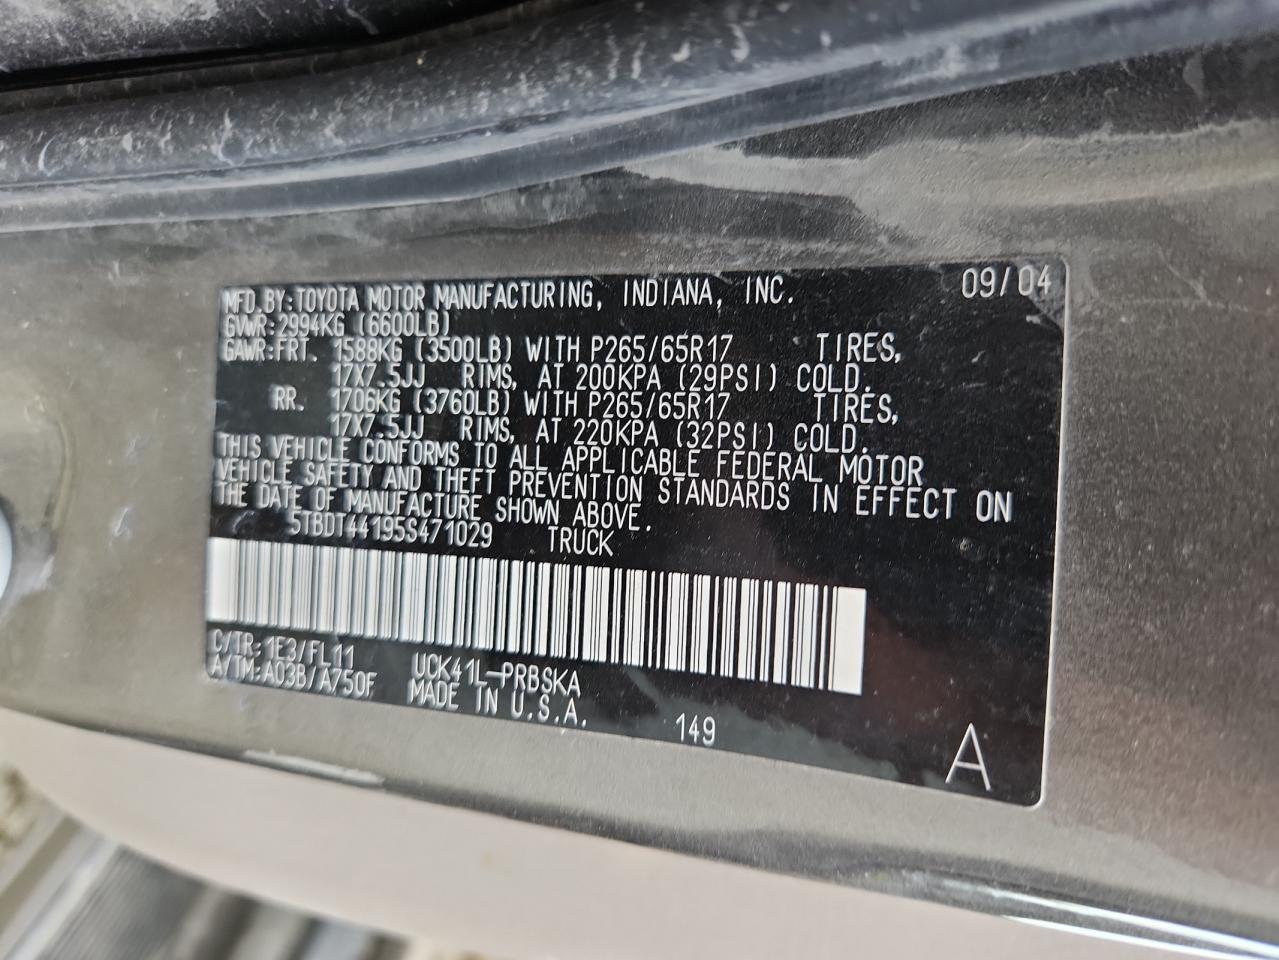 MFD.BY:TOYOTA MOTOR MANUFACTURING, INDIANA, INC. 09/04
GVWR:2994KG (6600LB)
GAWR:FRT. 1588KG (3500LB) WITH P265/65R17 TIRES,
17X7.5JJ RIMS, AT 200KPA (29PSI) COLD.
RR. 1706KG (3760LB) WITH P265/65R17 TIRES,
17X7.5JJ RIMS, AT 220KPA (32PSI) COLD.
THIS VEHICLE CONFORMS TO ALL APPLICABLE FEDERAL MOTOR
VEHICLE SAFETY AND THEFT PREVENTION STANDARDS IN EFFECT ON
THE DATE OF MANUFACTURE SHOWN ABOVE.
5TBDT44195S471029 TRUCK
C/TR:1E3/FL11 UCK41L-PRBSKA
A/TM:A03B/A750F MADE IN U.S.A. 149
A